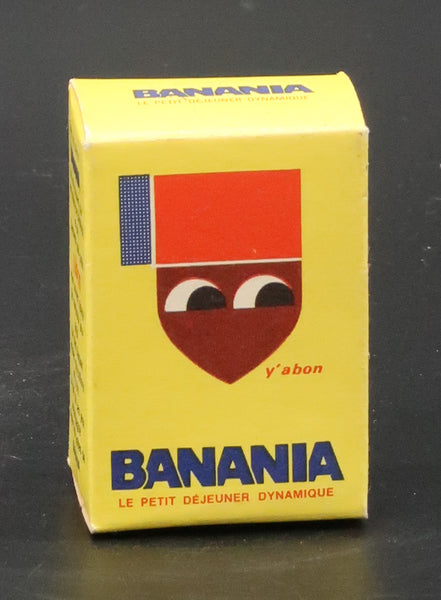 BANANIA
LE PETIT DÉJEUNER DYNAMIQUE
y'abon
BANANIA
LE PETIT DÉJEUNER DYNAMIQUE